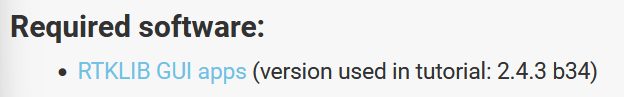 Required software:
• RTKLIB GUI apps (version used in tutorial: 2.4.3 b34)